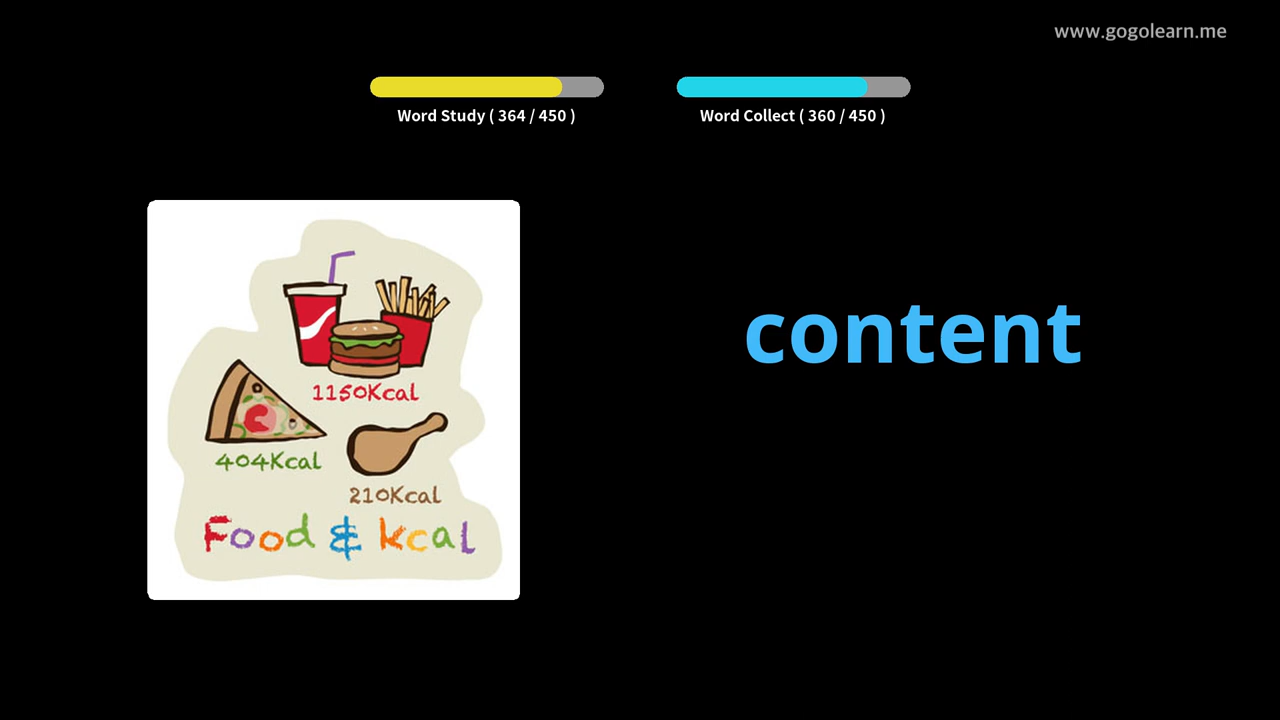 www.gogolearn.me
Word Study ( 364 / 450 )
Word Collect ( 360 / 450 )
1150Kcal
404Kcal
210Kcal
Food & kcal
content